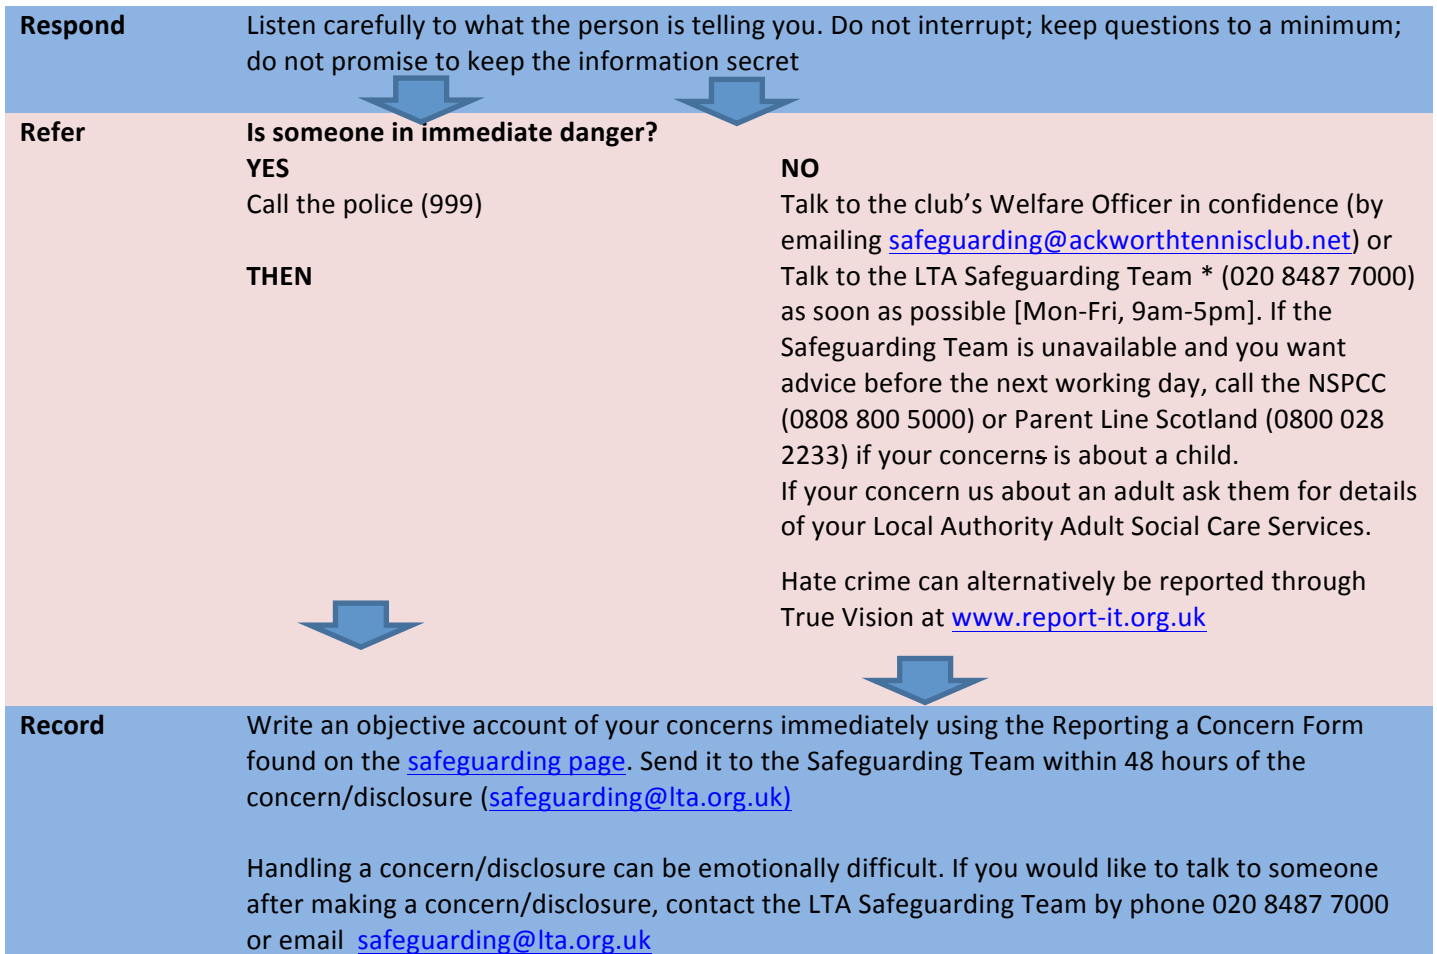 Respond
Listen carefully to what the person is telling you. Do not interrupt; keep questions to a minimum;
do not promise to keep the information secret
Refer
Is someone in immediate danger?
YES
Call the police (999)
THEN
NO
Talk to the club’s Welfare Officer in confidence (by
emailing safeguarding@ackworthtennisclub.net) or
Talk to the LTA Safeguarding Team * (020 8487 7000)
as soon as possible [Mon-Fri, 9am-5pm]. If the
Safeguarding Team is unavailable and you want
advice before the next working day, call the NSPCC
(0808 800 5000) or Parent Line Scotland (0800 028
2233) if your concerns is about a child.
If your concern us about an adult ask them for details
of your Local Authority Adult Social Care Services.
Hate crime can alternatively be reported through
True Vision at www.report-it.org.uk
Record
Write an objective account of your concerns immediately using the Reporting a Concern Form
found on the safeguarding page. Send it to the Safeguarding Team within 48 hours of the
concern/disclosure (safeguarding@lta.org.uk)
Handling a concern/disclosure can be emotionally difficult. If you would like to talk to someone
after making a concern/disclosure, contact the LTA Safeguarding Team by phone 020 8487 7000
or email safeguarding@lta.org.uk